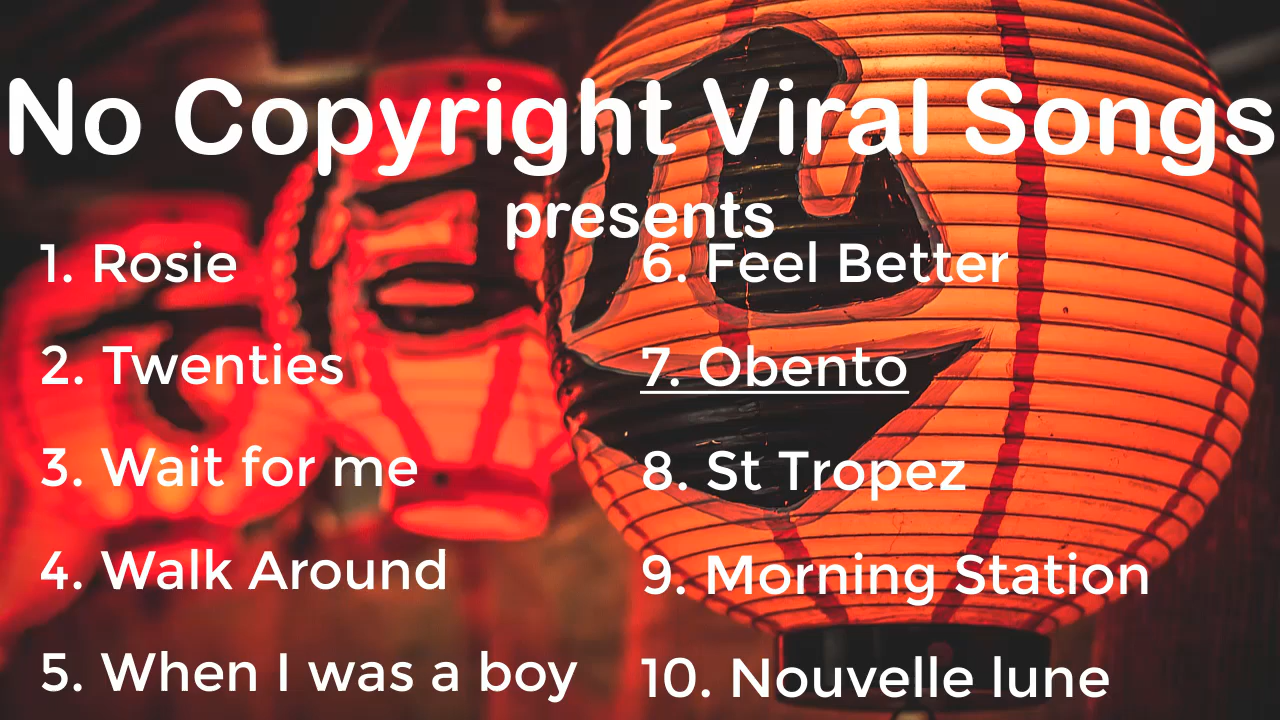 No Copyright Viral Songs
presents
1. Rosie
2. Twenties
3. Wait for me
4. Walk Around
5. When I was a boy
6. Feel Better
7. Obento
8. St Tropez
9. Morning Station
10. Nouvelle lune